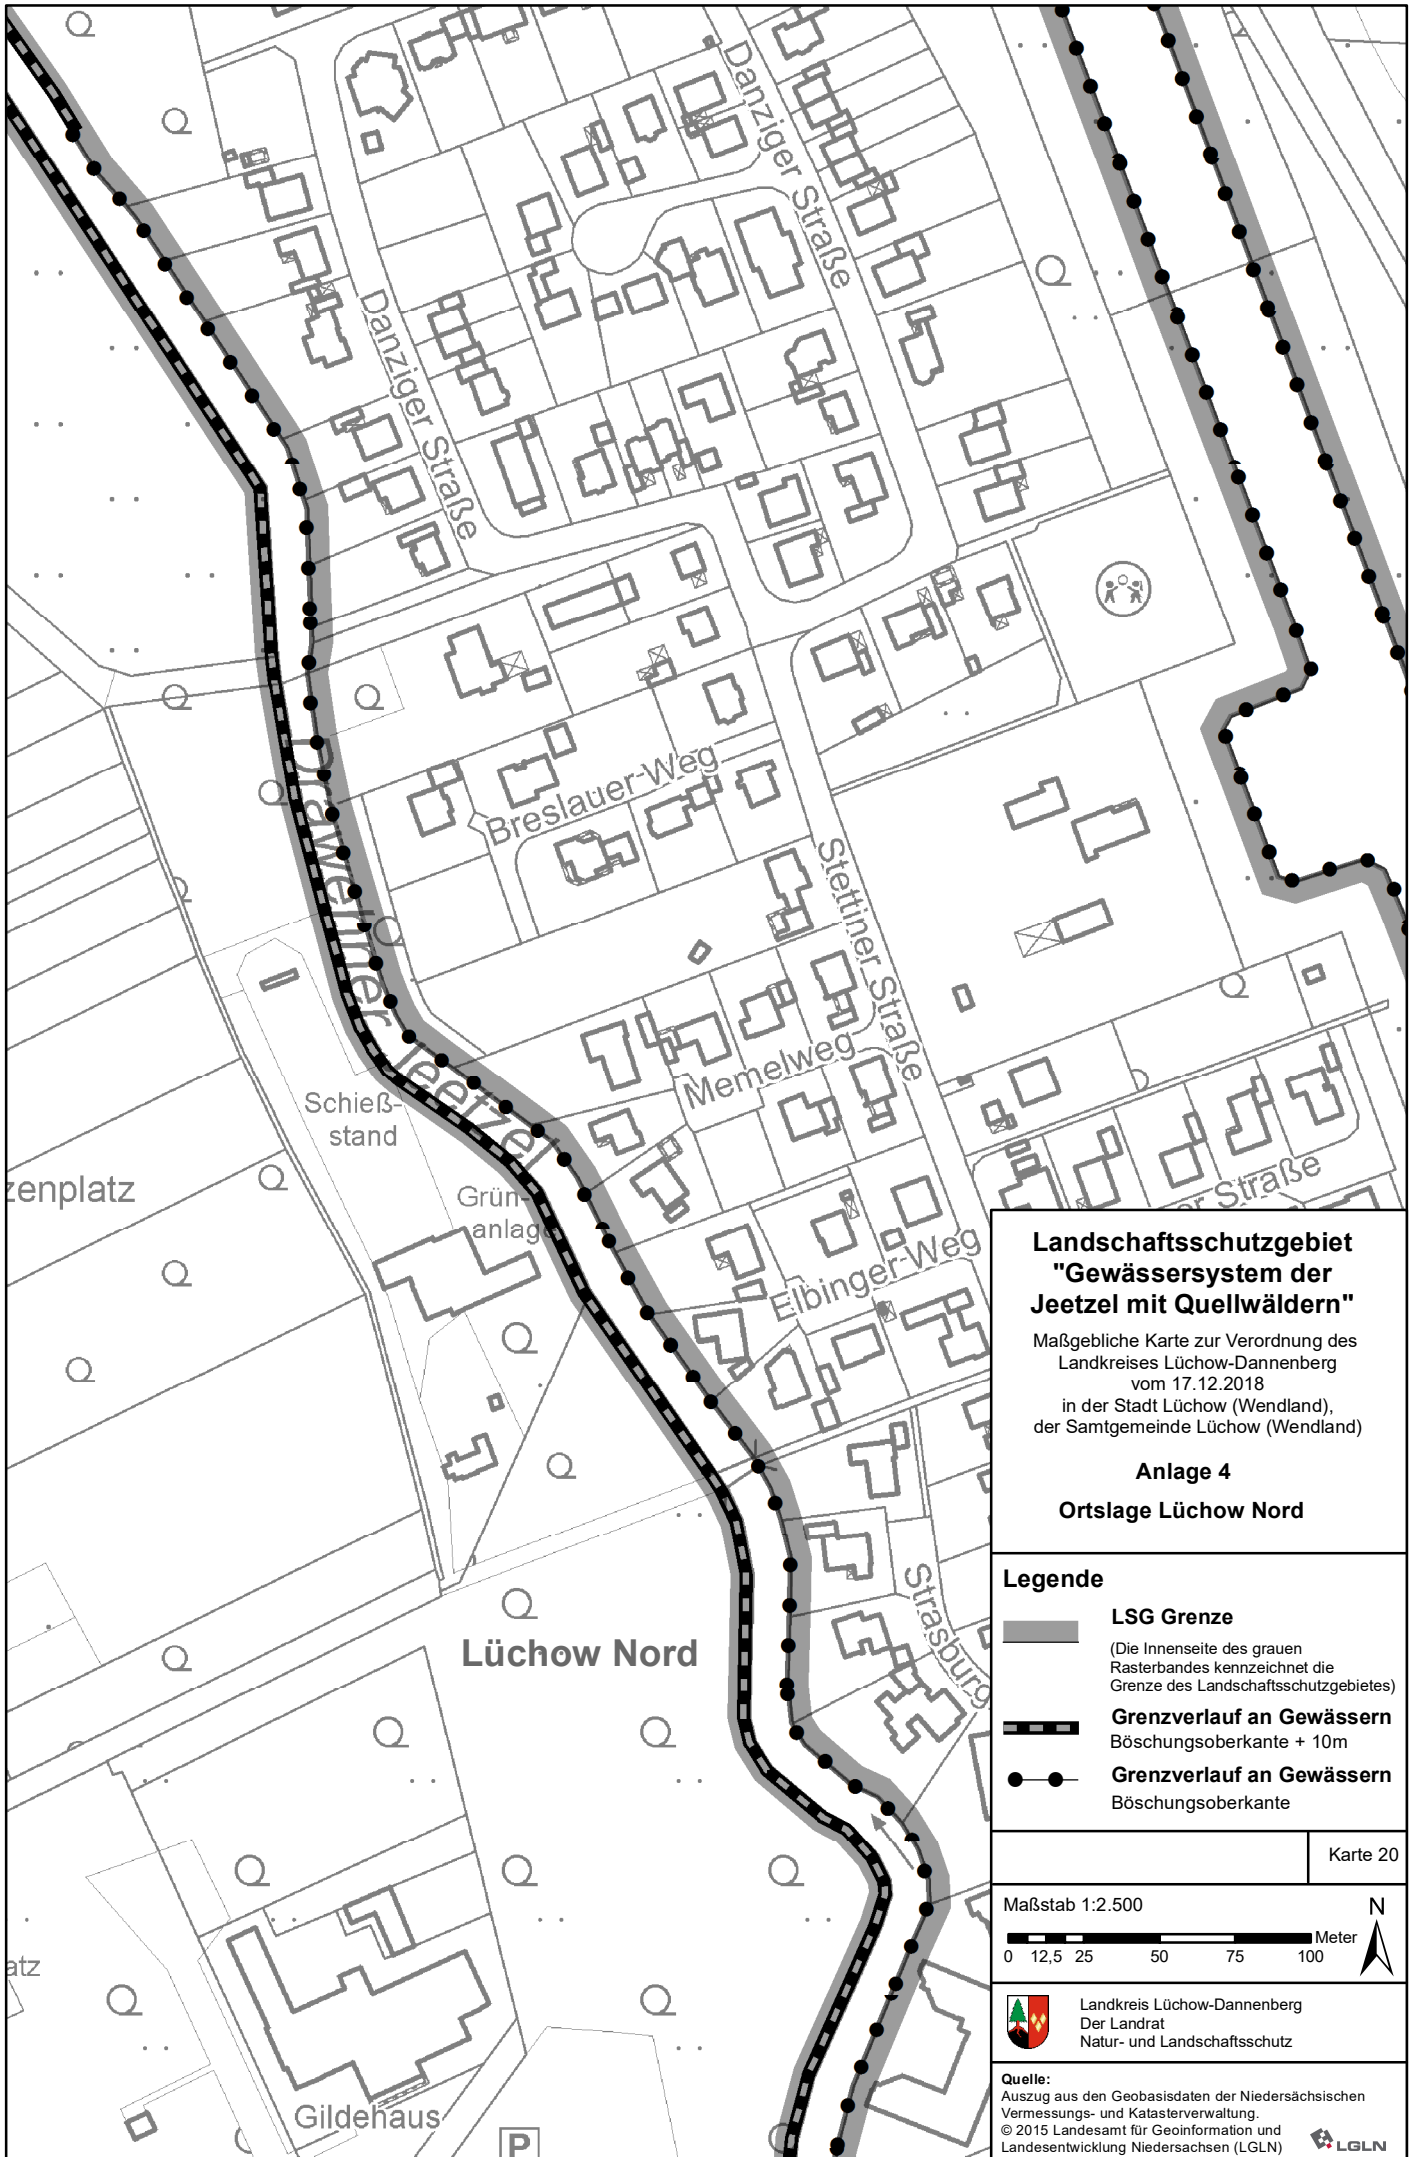 Danziger Straße
Danziger Straße
Breslauer-Weg
Drawehner Jeetzel
Stettiner Straße
Memelweg
Schieß-
stand
zenplatz
Grün-
anlage
er Straße
Elbinger-Weg
Strasburg
Lüchow Nord
atz
Gildehaus
P
Landschaftsschutzgebiet
"Gewässersystem der
Jeetzel mit Quellwäldern"
Maßgebliche Karte zur Verordnung des
Landkreises Lüchow-Dannenberg
vom 17.12.2018
in der Stadt Lüchow (Wendland),
der Samtgemeinde Lüchow (Wendland)
Anlage 4
Ortslage Lüchow Nord
Legende
LSG Grenze
(Die Innenseite des grauen
Rasterbandes kennzeichnet die
Grenze des Landschaftsschutzgebietes)
Grenzverlauf an Gewässern
Böschungsoberkante + 10m
Grenzverlauf an Gewässern
Böschungsoberkante
Karte 20
Maßstab 1:2.500
N
Meter
0 12,5 25 50 75 100
Landkreis Lüchow-Dannenberg
Der Landrat
Natur- und Landschaftsschutz
Quelle:
Auszug aus den Geobasisdaten der Niedersächsischen
Vermessungs- und Katasterverwaltung.
© 2015 Landesamt für Geoinformation und
Landesentwicklung Niedersachsen (LGLN)
LGLN